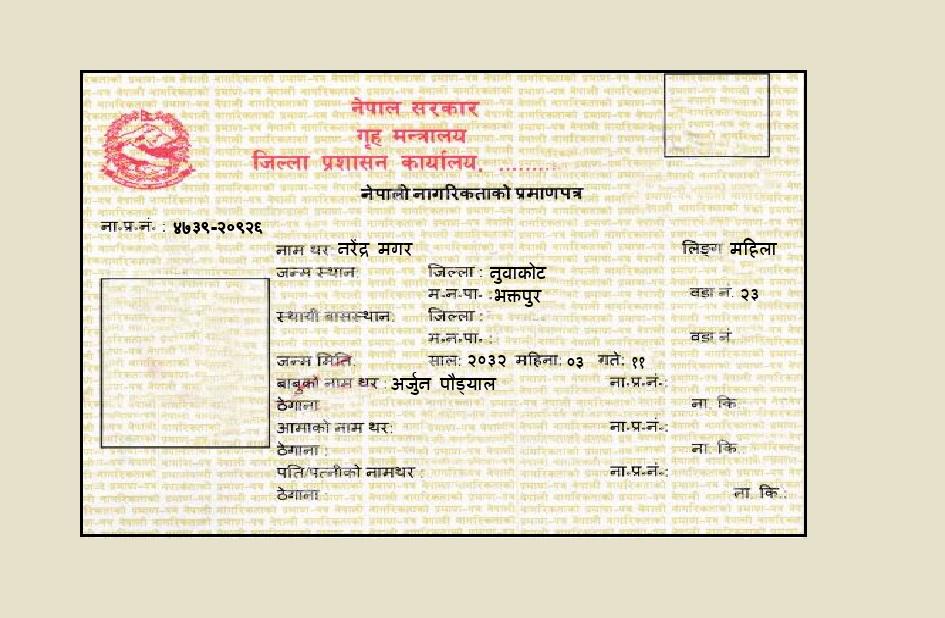 नेपाल सरकार
गृह मन्त्रालय
जिल्ला प्रशासन कार्यालय, .........
नेपाली नागरिकताको प्रमाणपत्र
ना.प्र.नं. : ४७३९-२०९२६
नाम थर नरेंद्र मगर लिङ्ग महिला
जन्म स्थान: जिल्ला : नुवाकोट
म.न.पा. :भक्तपुर वडा नं. २३
स्थायी बासस्थान: जिल्ला :
म.न.पा. : वडा नं
जन्म मिति: साल: २०३२ महिना: ०३ गते: ११
बाबुको नाम थर : अर्जुन पौड्याल ना.प्र.नं.:
ठेगाना ना. कि.
आमाको नाम थर: ना.प्र.नं.:
ठेगाना : ना. कि.
पति/पत्नीको नामथर : ना.प्र.नं.:
ठेगाना : ना. कि.: